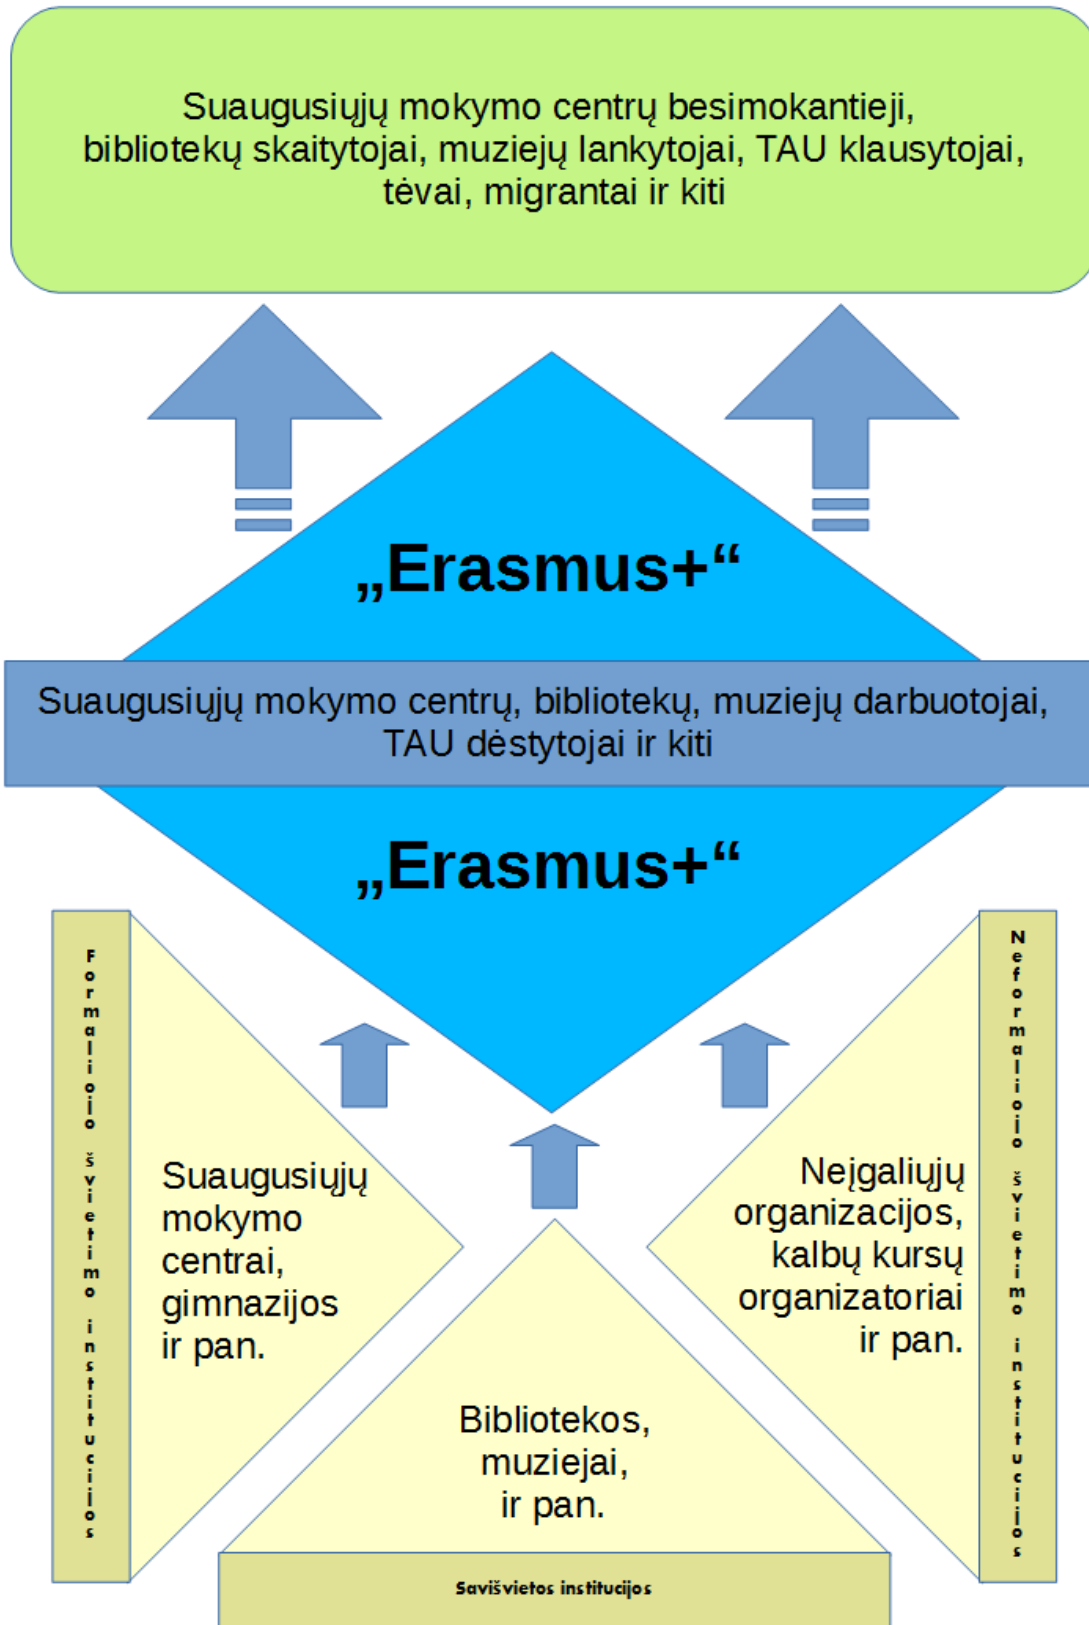 Suaugusiųjų mokymo centrų besimokantieji,
bibliotekų skaitytojai, muziejų lankytojai, TAU klausytojai,
tėvai, migrantai ir kiti
„Erasmus+“
Suaugusiųjų mokymo centrų, bibliotekų, muziejų darbuotojai,
TAU dėstytojai ir kiti
„Erasmus+“
Formaliojo švietimo institucijos
Suaugusiųjų
mokymo
centrai,
gimnazijos
ir pan.
Neįgaliųjų
organizacijos,
kalbų kursų
organizatoriai
ir pan.
Neformaliojo švietimo institucijos
Bibliotekos,
muziejai,
ir pan.
Savišvietos institucijos